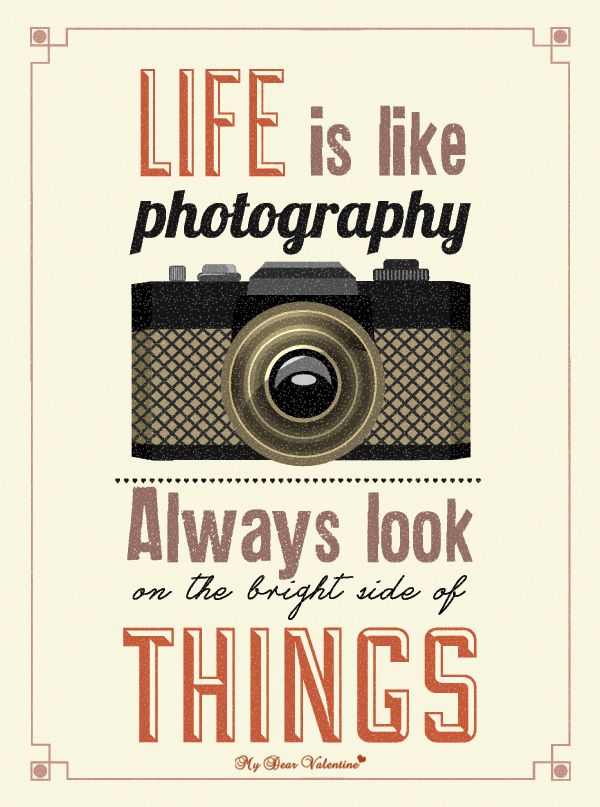 LIFE is like
photography
Always look
on the bright side of
THINGS
My Dear Valentine